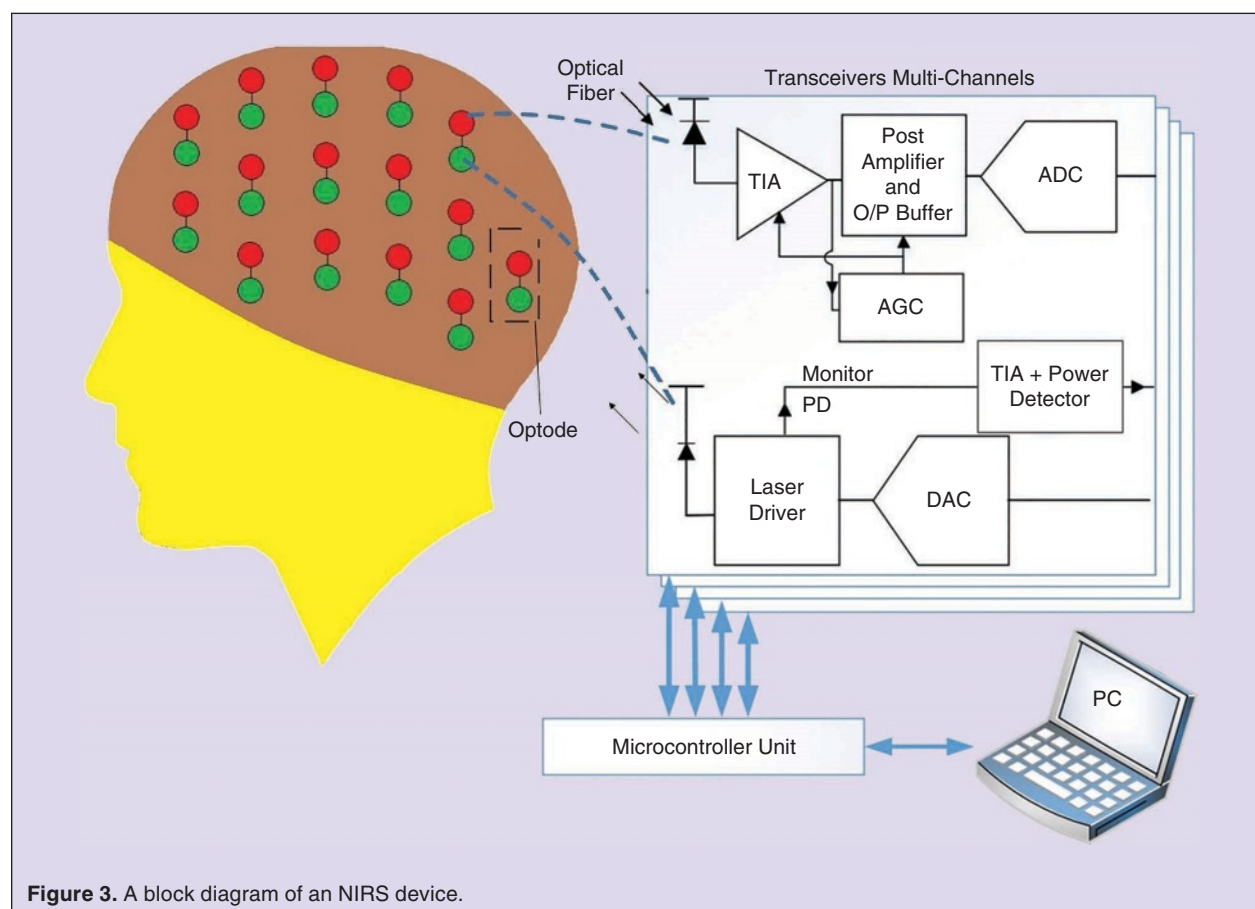 Optical
Fiber
Transceivers Multi-Channels
TIA
Post
Amplifier
and
O/P Buffer
ADC
AGC
Monitor
PD
TIA + Power
Detector
Optode
Laser
Driver
DAC
Microcontroller Unit
PC
Figure 3. A block diagram of an NIRS device.